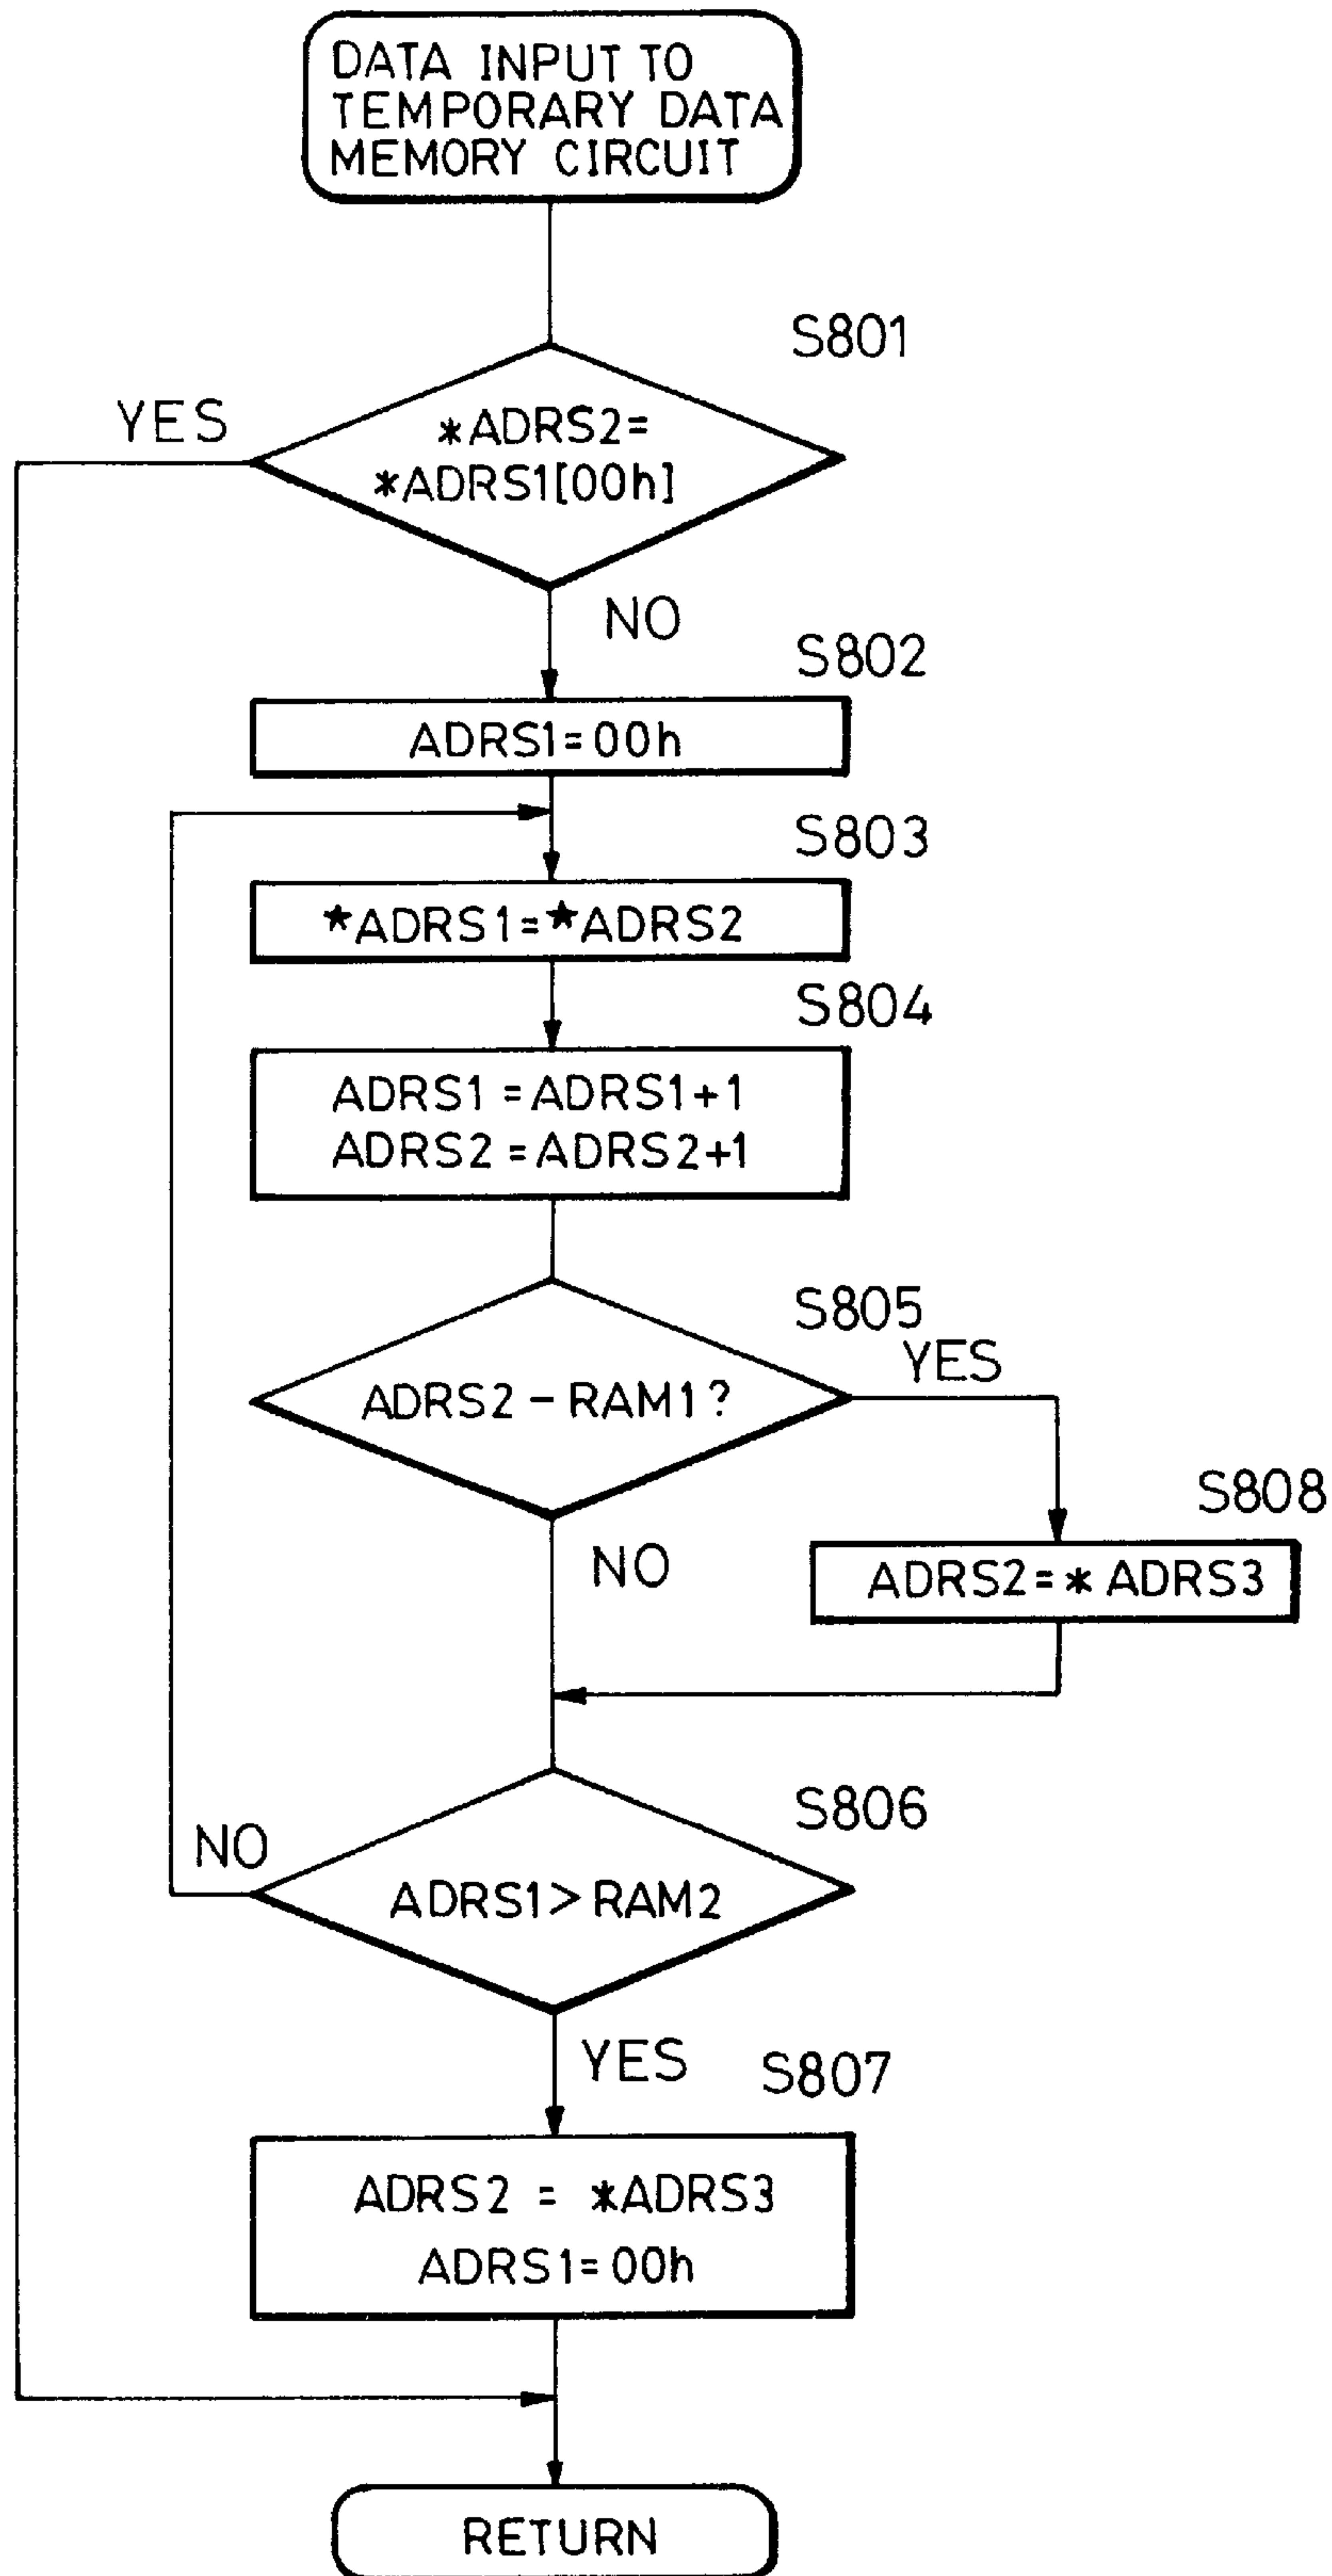 DATA INPUT TO
TEMPORARY DATA
MEMORY CIRCUIT
S801
YES
*ADRS2=
*ADRS1[00h]
NO
S802
ADRS1=00h
S803
★ADRS1=★ADRS2
S804
ADRS1=ADRS1+1
ADRS2=ADRS2+1
S805
YES
ADRS2-RAM1?
S808
NO
ADRS2=* ADRS3
S806
NO
ADRS1>RAM2
YES
S807
ADRS2 = *ADRS3
ADRS1=00h
RETURN